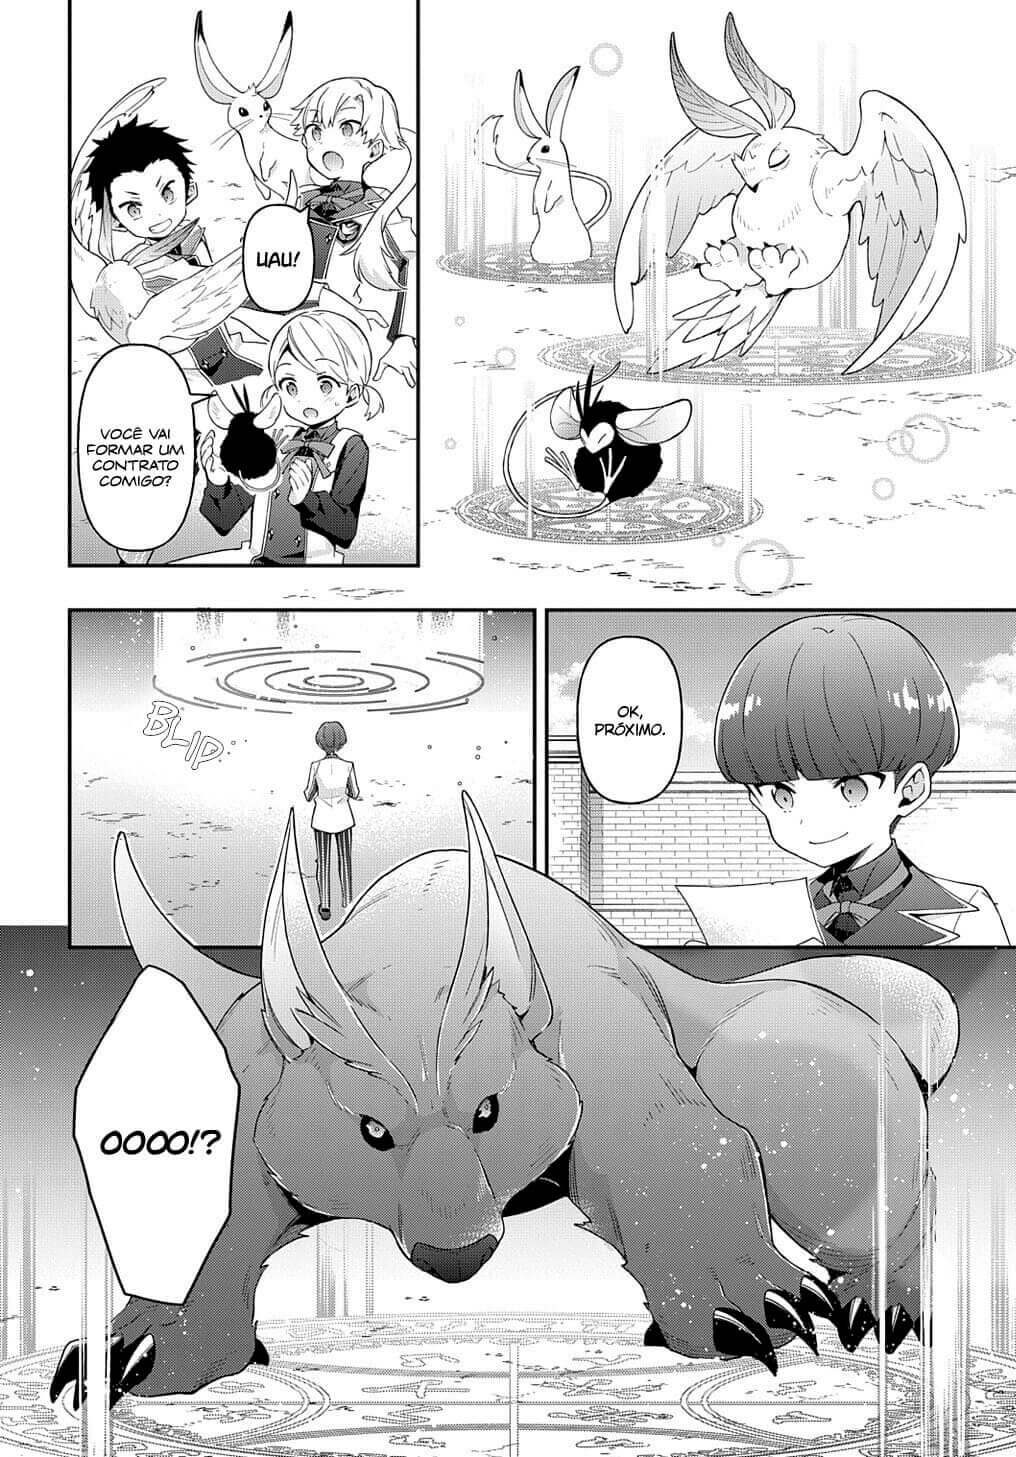 UAU!
VOCÊ VAI
FORMAR UM
CONTRATO
COMIGO?
OK,
PRÓXIMO.
BLIP
OOOO!?